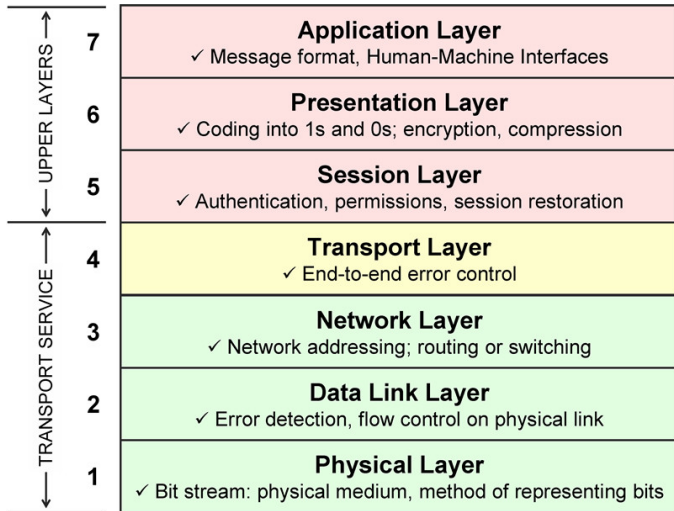 UPPER LAYERS
7
Application Layer
✓ Message format, Human-Machine Interfaces
6
Presentation Layer
✓ Coding into 1s and 0s; encryption, compression
5
Session Layer
✓ Authentication, permissions, session restoration
TRANSPORT SERVICE
4
Transport Layer
✓ End-to-end error control
3
Network Layer
✓ Network addressing; routing or switching
2
Data Link Layer
✓ Error detection, flow control on physical link
1
Physical Layer
✓ Bit stream: physical medium, method of representing bits